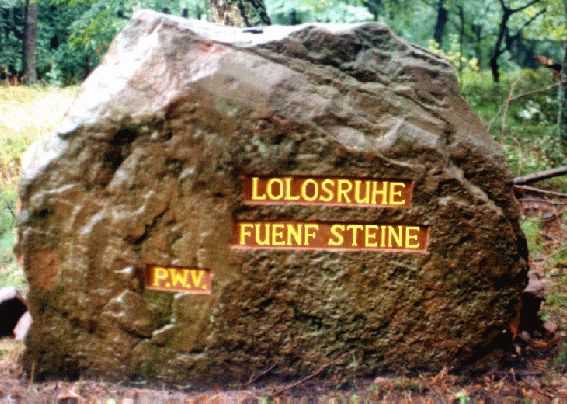 LOLOSRUHE
FUENF STEINE
P.W.V.